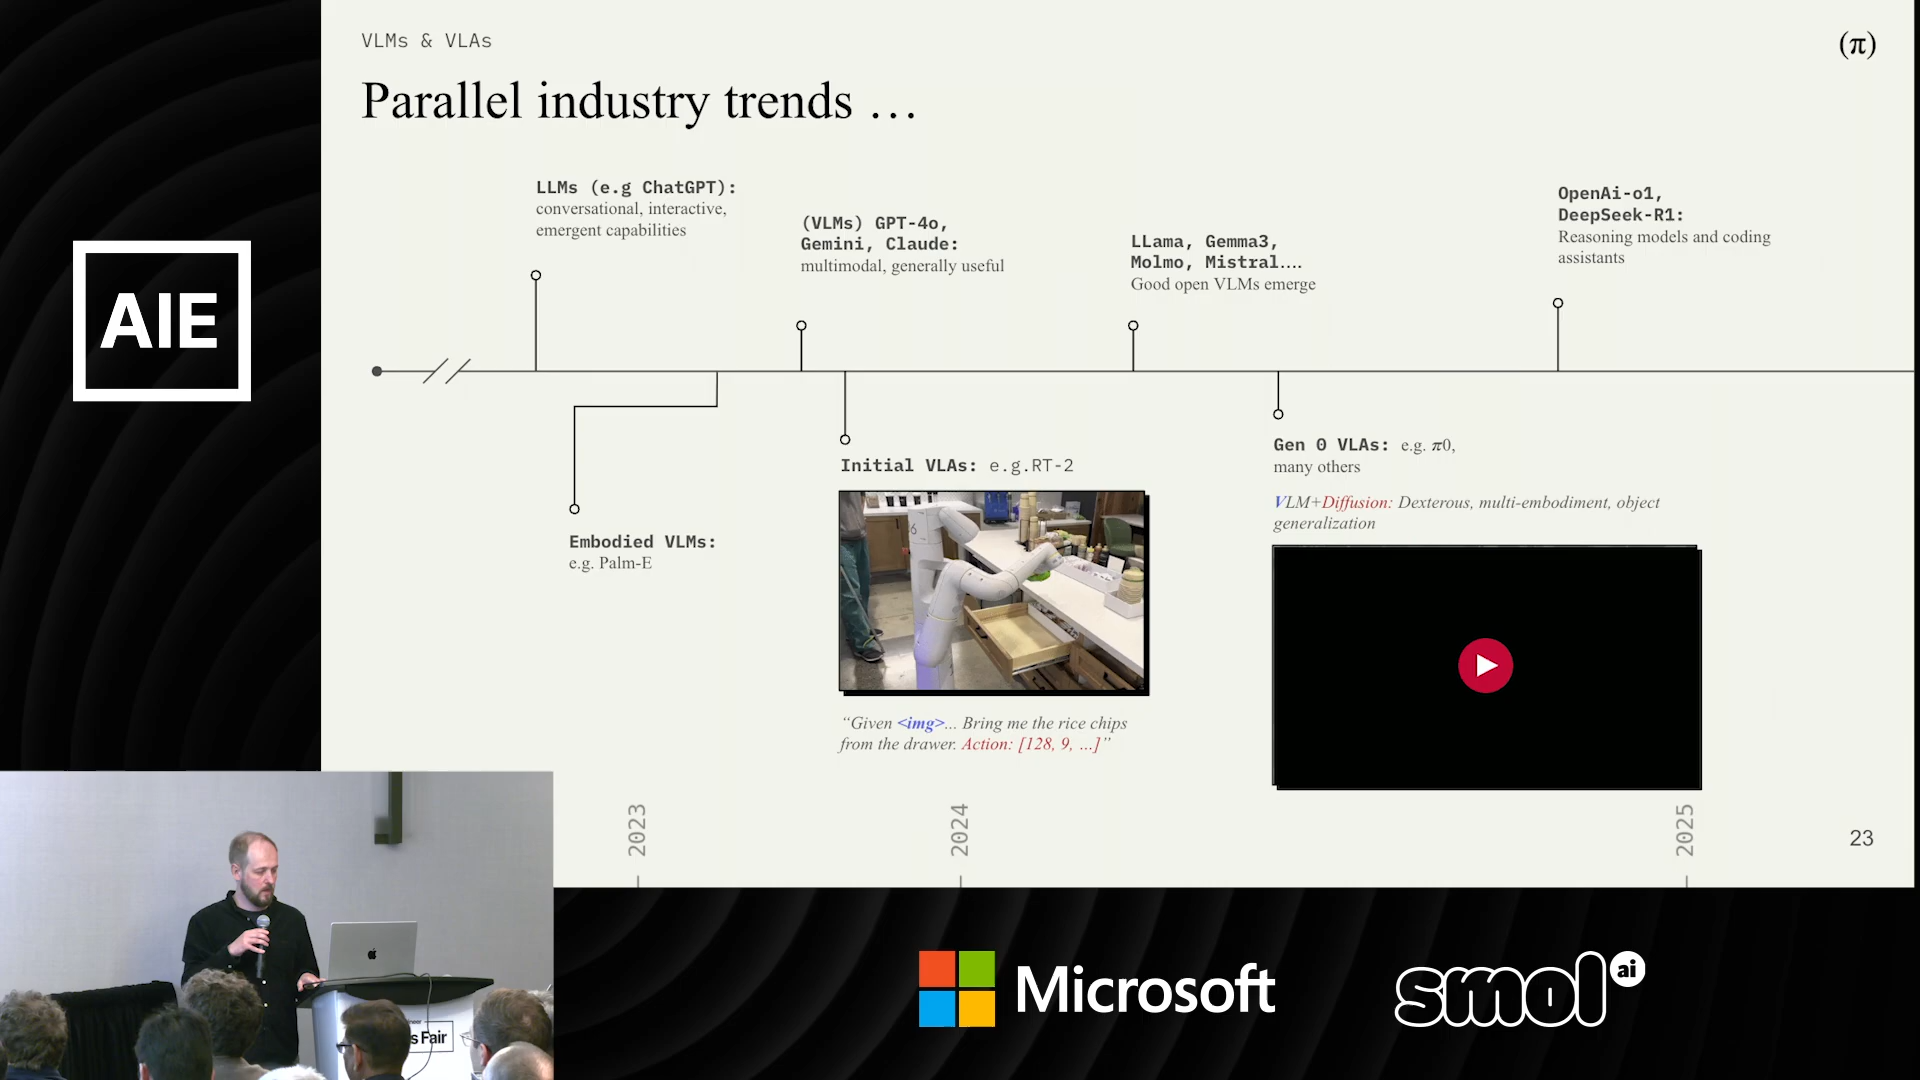 VLMs & VLAs
(π)
Parallel industry trends ...
LLMs (e.g ChatGPT):
conversational, interactive,
emergent capabilities
(VLMs) GPT-4o,
Gemini, Claude:
multimodal, generally useful
LLama, Gemma3,
Molmo, Mistral....
Good open VLMs emerge
OpenAi-o1,
DeepSeek-R1:
Reasoning models and coding
assistants
AIE
Embodied VLMs:
e.g. Palm-E
Initial VLAs: e.g.RT-2
“Given <img>... Bring me the rice chips
from the drawer. Action: [128, 9, ...]”
Gen 0 VLAs: e.g. π0,
many others
VLM+Diffusion: Dexterous, multi-embodiment, object
generalization
2023
2024
2025
23
Fair
Microsoft
smol ai